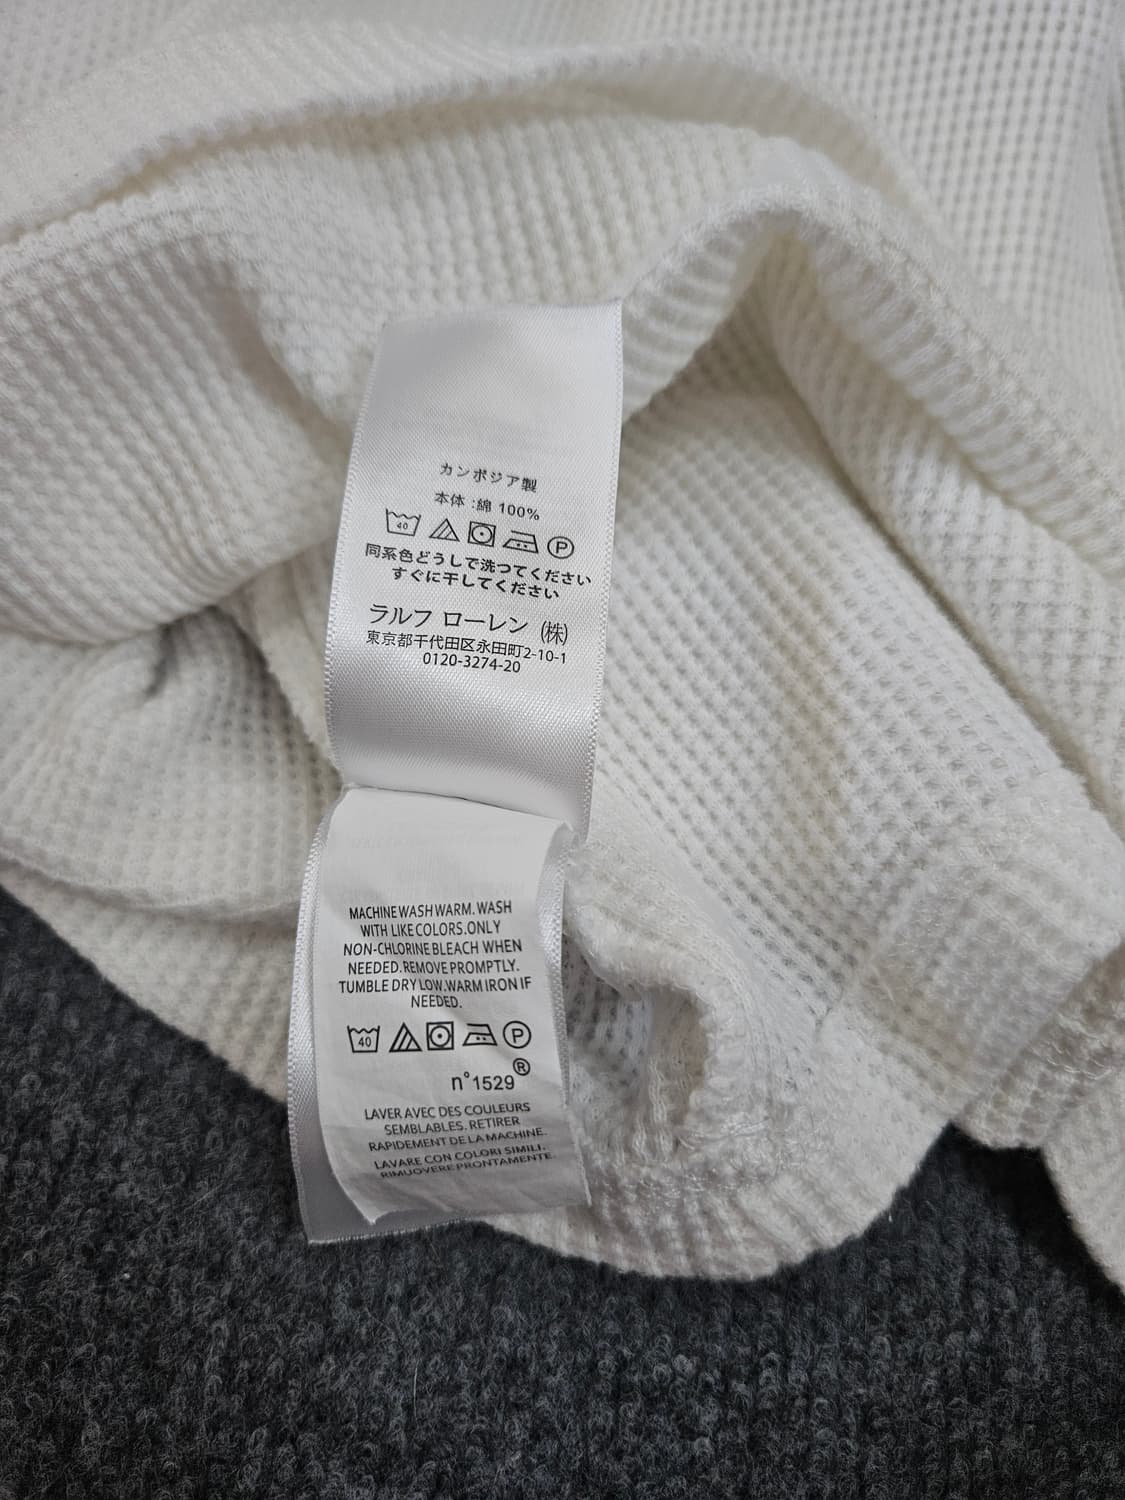 カンボジア製
本体 :綿 100%
40 P
同系色どうしで洗つてください
すぐに干してください
ラルフ ローレン (株)
東京都千代田区永田町2-10-1
0120-3274-20
MACHINE WASH WARM. WASH
WITH LIKE COLORS.ONLY
NON-CHLORINE BLEACH WHEN
NEEDED.REMOVE PROMPTLY.
TUMBLE DRY LOW.WARM IRON IF
NEEDED.
40 P
n°1529®
LAVER AVEC DES COULEURS
SEMBLABLES. RETIRER
RAPIDEMENT DE LA MACHINE.
LAVARE CON COLORI SIMILI.
RIMUOVERE PRONTAMENTE.